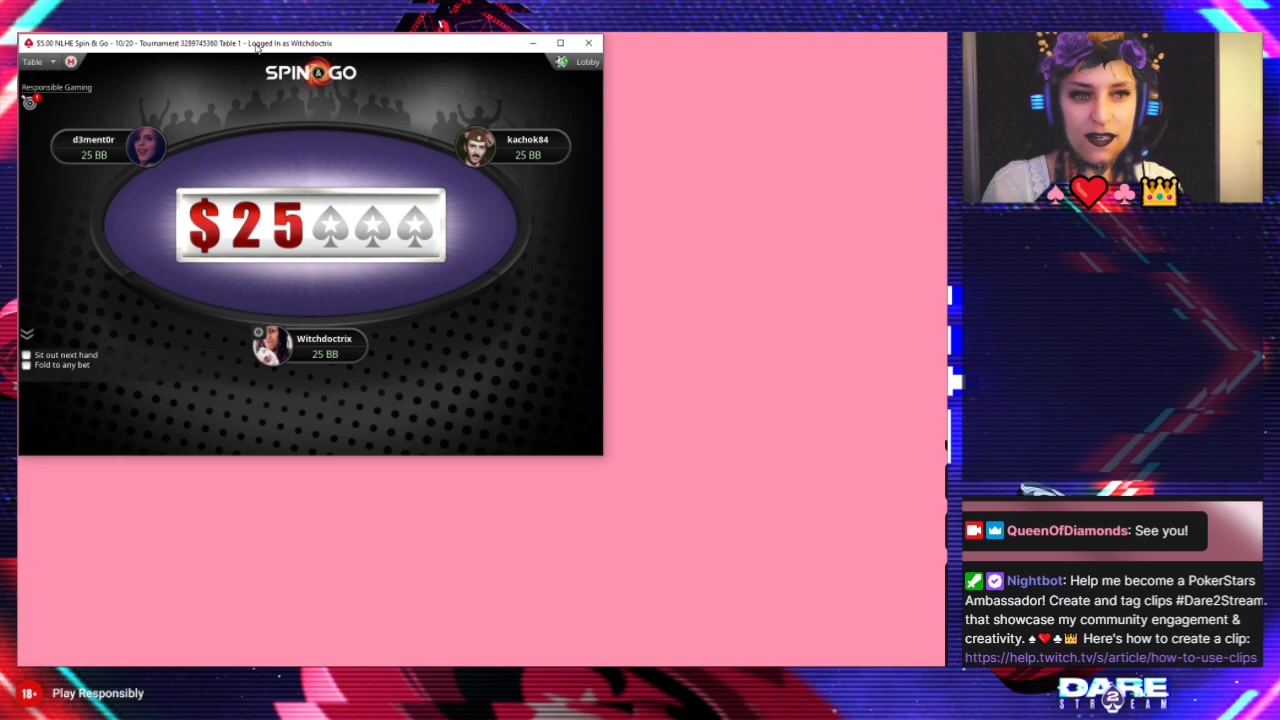 $5.00 NLHE Spin & Go - 10/20 - Tournament 3289745360 Table 1 - Logged In as Witchdoctrix
Table
H
Lobby
SPIN & GO
Responsible Gaming
d3ment0r
25 BB
kachok84
25 BB
$25
Witchdoctrix
25 BB
Sit out next hand
Fold to any bet
QueenOfDiamonds: See you!
Nightbot: Help me become a PokerStars
Ambassador! Create and tag clips #Dare2Stream
that showcase my community engagement &
creativity. ♠❤️♣👑 Here's how to create a clip:
https://help.twitch.tv/s/article/how-to-use-clips
18+ Play Responsibly
DARE
2
STREAM